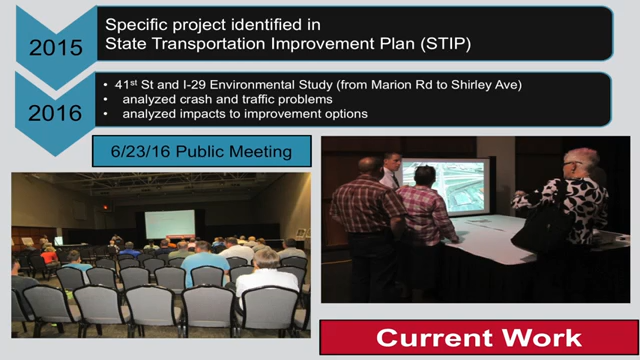 2015
Specific project identified in
State Transportation Improvement Plan (STIP)
2016
• 41st St and I-29 Environmental Study (from Marion Rd to Shirley Ave)
• analyzed crash and traffic problems
• analyzed impacts to improvement options
6/23/16 Public Meeting
Current Work